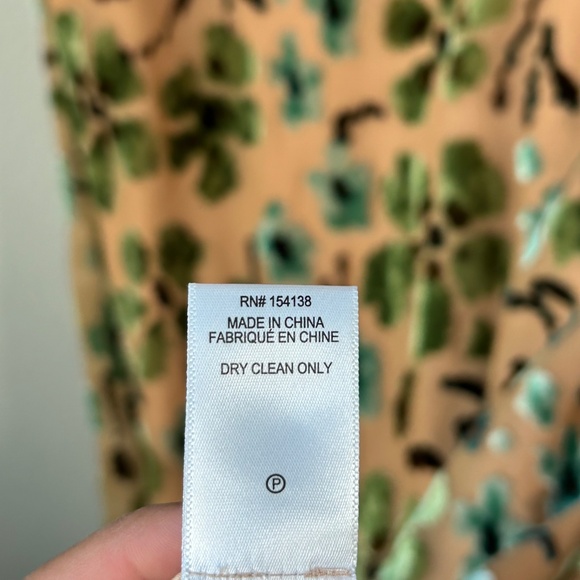 RN# 154138
MADE IN CHINA
FABRIQUÉ EN CHINE
DRY CLEAN ONLY
P